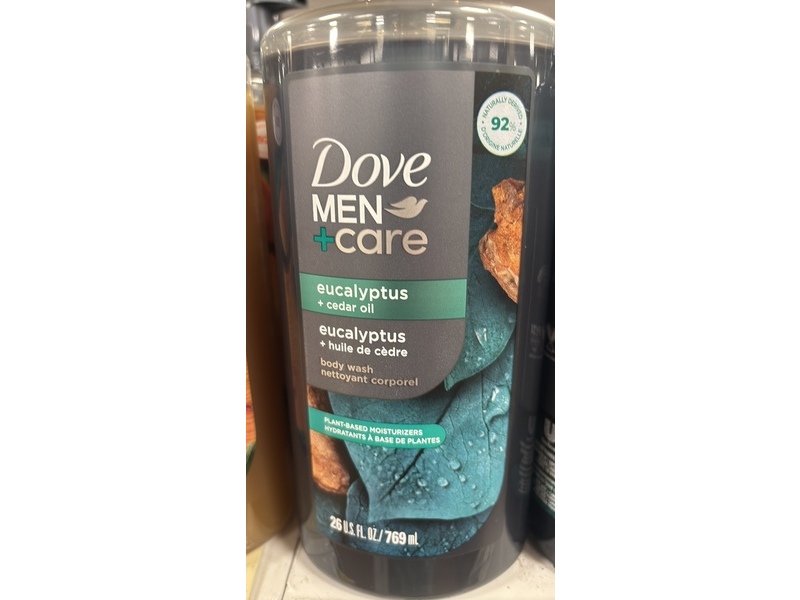 NATURALLY DERIVED
92%
D'ORIGINE NATURELLE
Dove
MEN
+care
eucalyptus
+ cedar oil
eucalyptus
+ huile de cèdre
body wash
nettoyant corporel
PLANT-BASED MOISTURIZERS
HYDRATANTS À BASE DE PLANTES
26 U.S. FL. OZ./ 769 mL